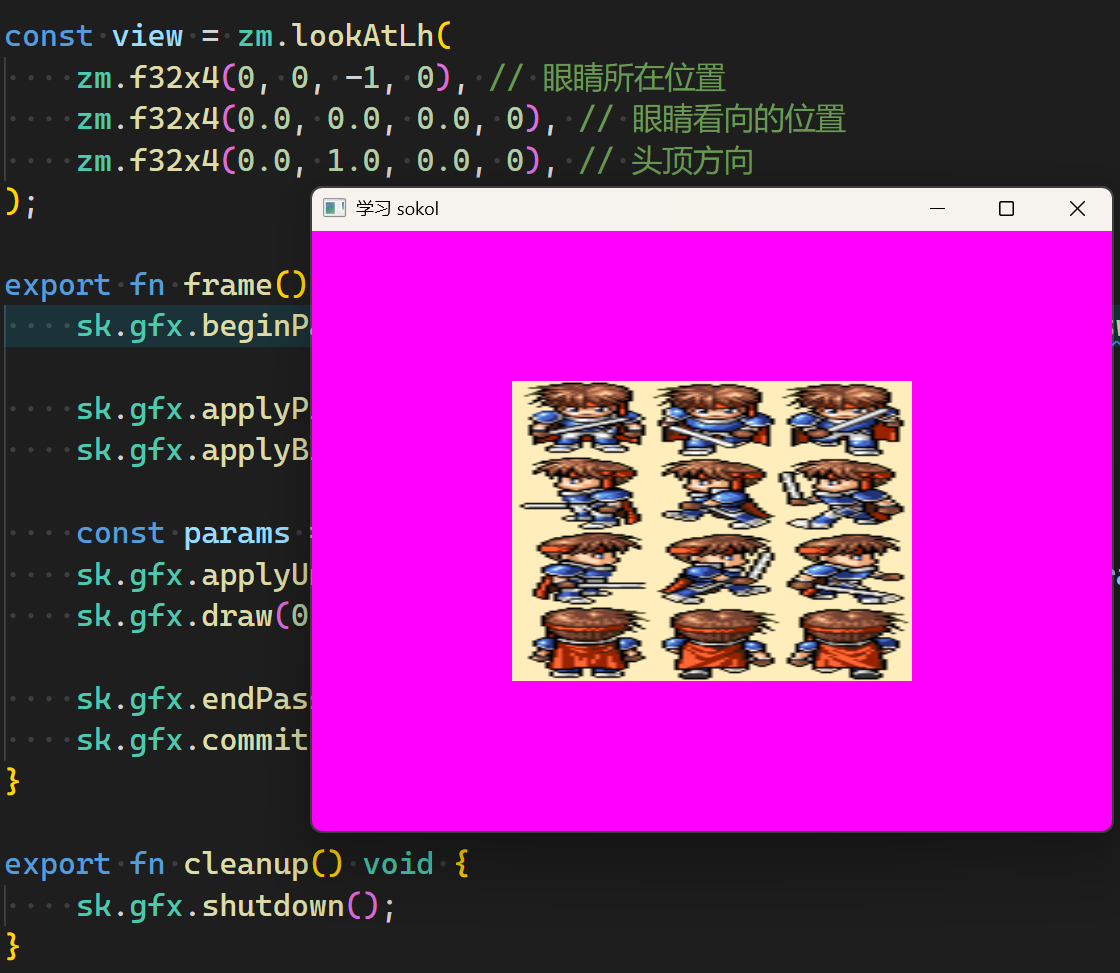 const view = zm.lookAtLh(
zm.f32x4(0, 0, -1, 0), // 眼睛所在位置
zm.f32x4(0.0, 0.0, 0.0, 0), // 眼睛看向的位置
zm.f32x4(0.0, 1.0, 0.0, 0), // 头顶方向
);
学习 sokol
export fn frame()
sk.gfx.beginP
sk.gfx.applyP
sk.gfx.applyB
const params =
sk.gfx.applyU
sk.gfx.draw(0
sk.gfx.endPas
sk.gfx.commit
}
export fn cleanup() void {
sk.gfx.shutdown();
}